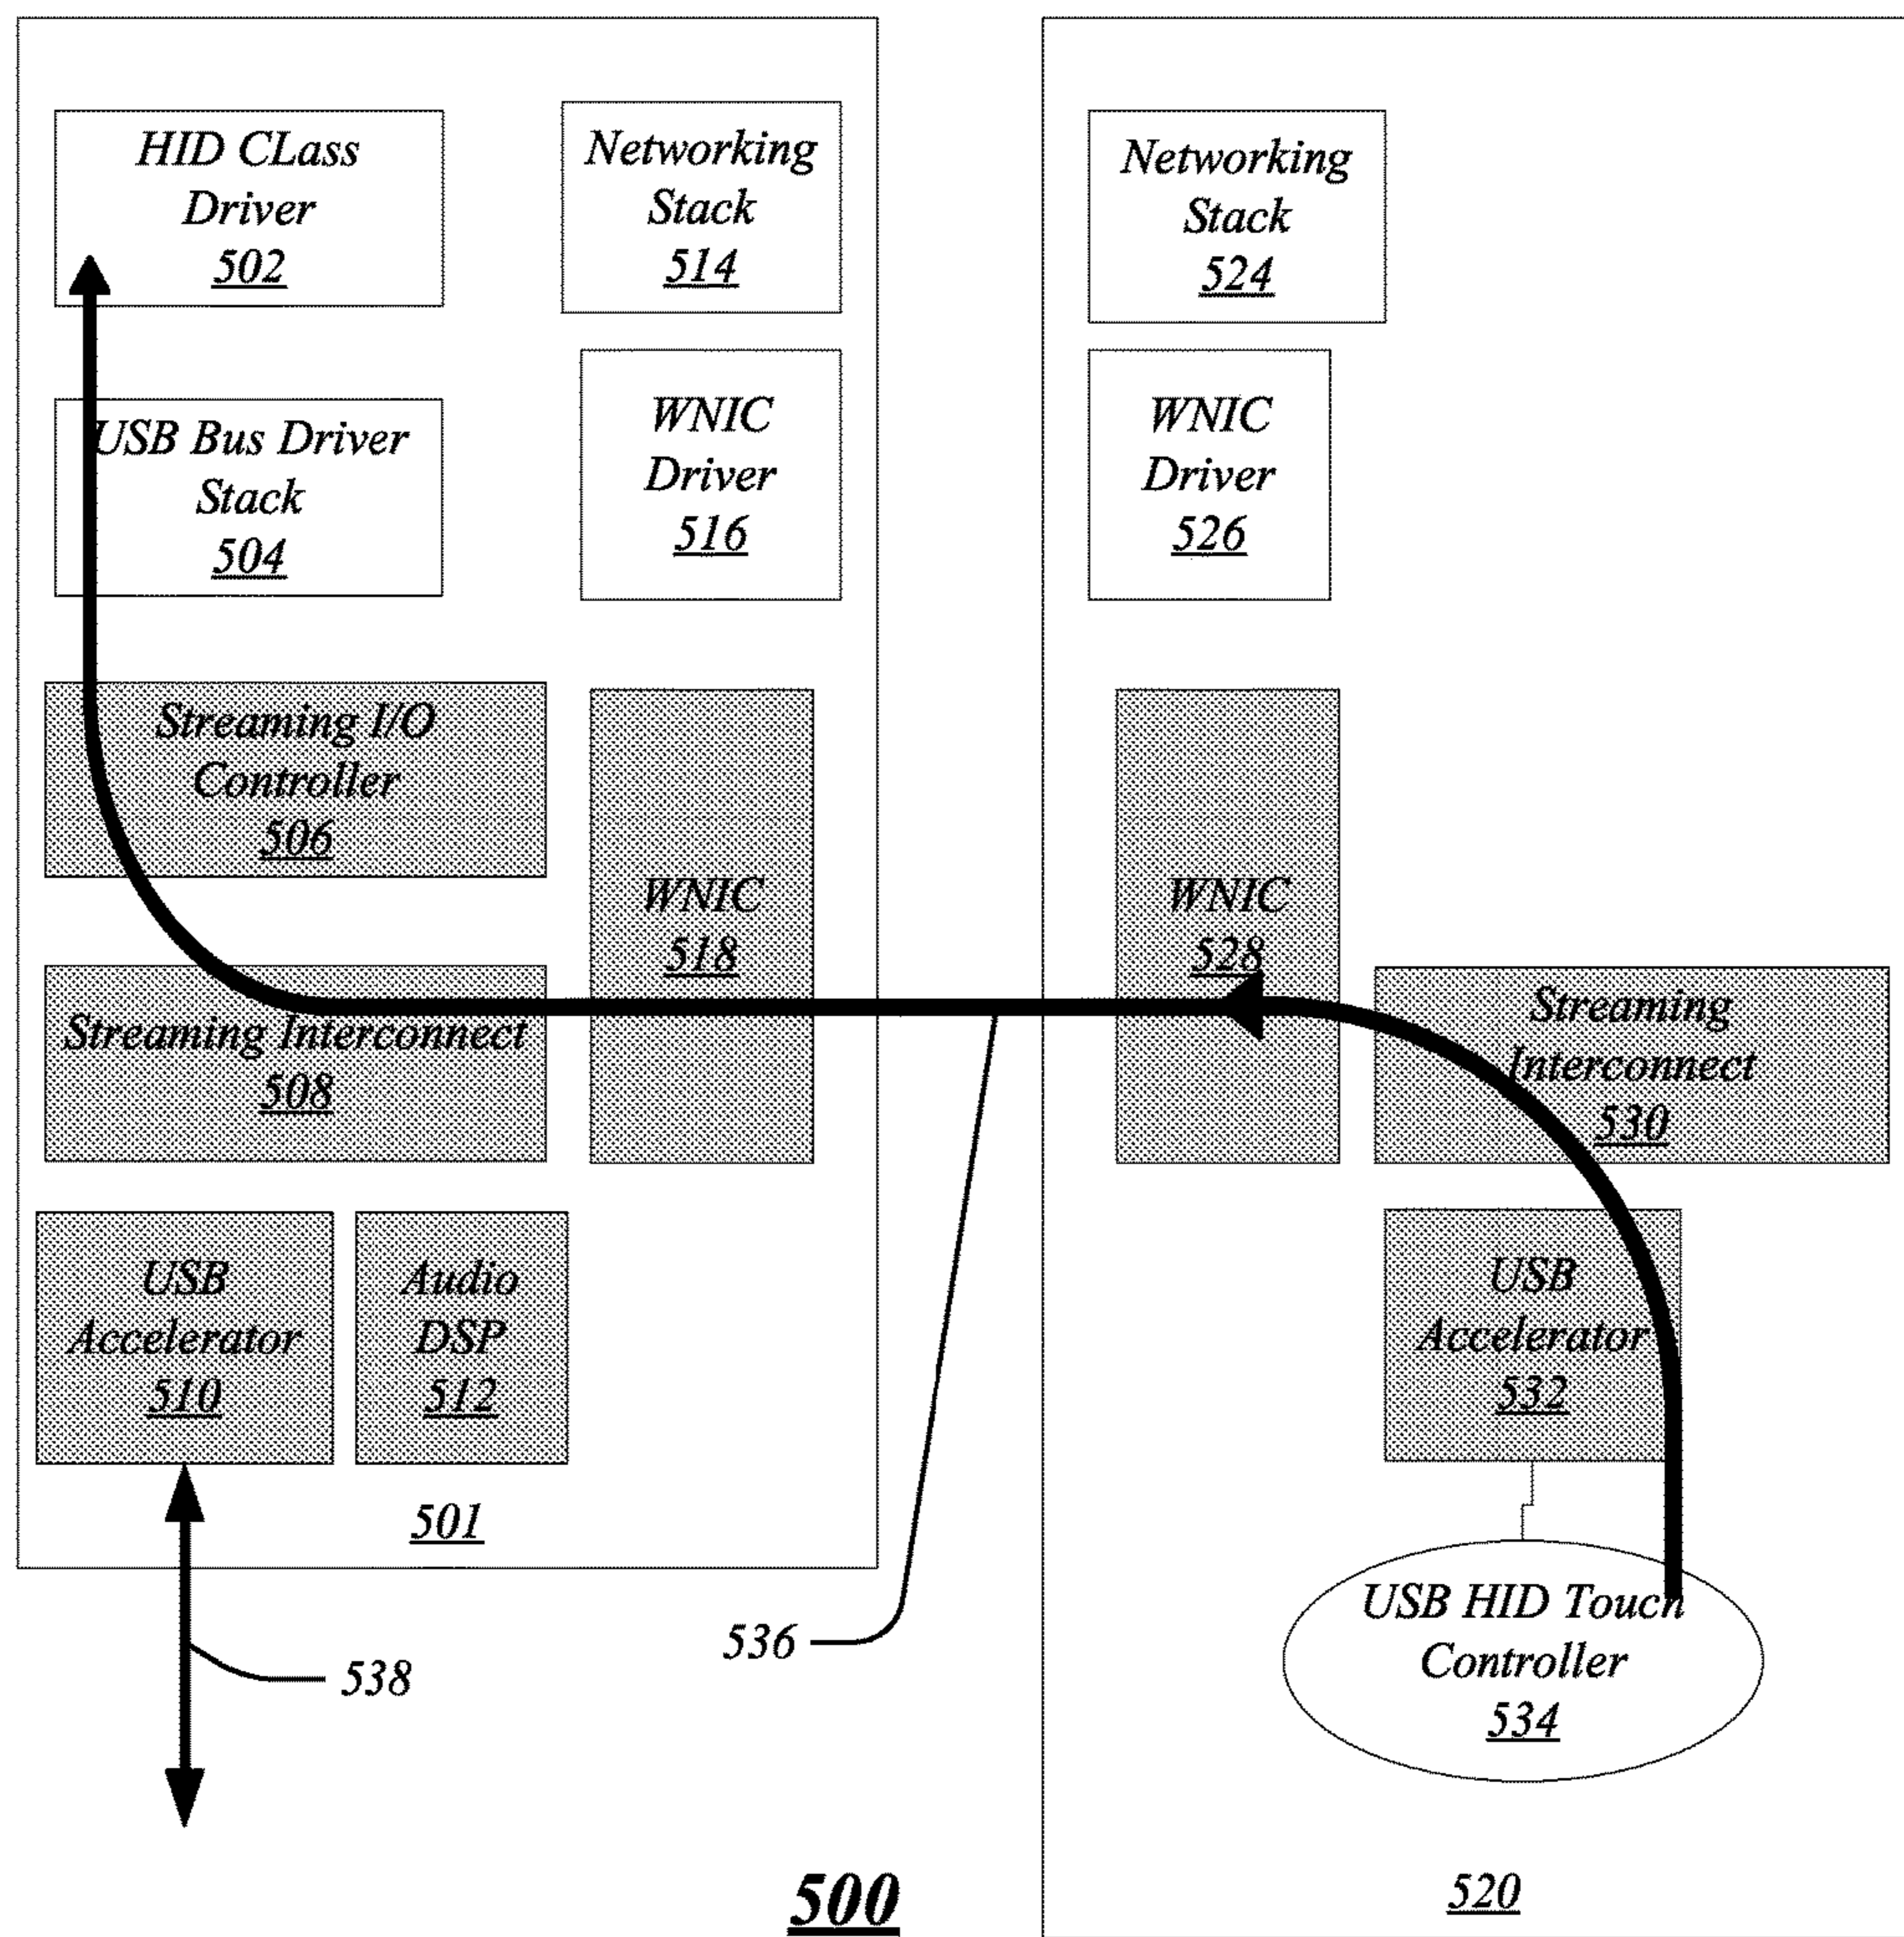 HID CLass
Driver
502
Networking
Stack
514
Networking
Stack
524
USB Bus Driver
Stack
504
WNIC
Driver
516
WNIC
Driver
526
Streaming I/O
Controller
506
WNIC
518
WNIC
528
Streaming Interconnect
508
Streaming
Interconnect
530
USB
Accelerator
510
Audio
DSP
512
USB
Accelerator
532
501
USB HID Touch
Controller
534
536
538
500
520